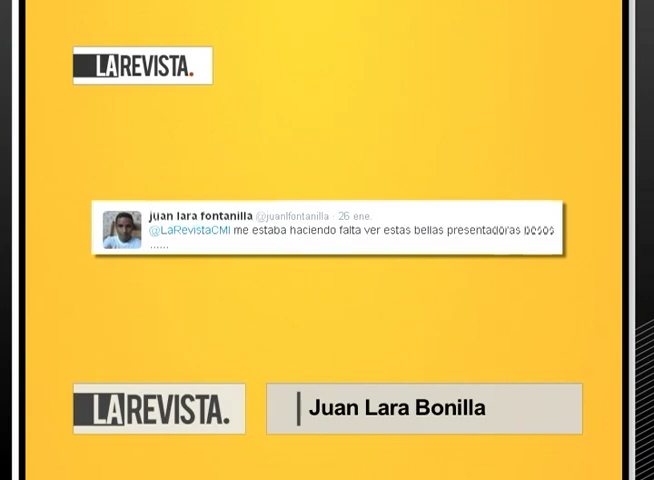 LAREVISTA.
juan lara fontanilla @juanlfontanilla · 26 ene.
@LaRevistaCMI me estaba haciendo falta ver estas bellas presentadoras besos
......
LAREVISTA.
Juan Lara Bonilla